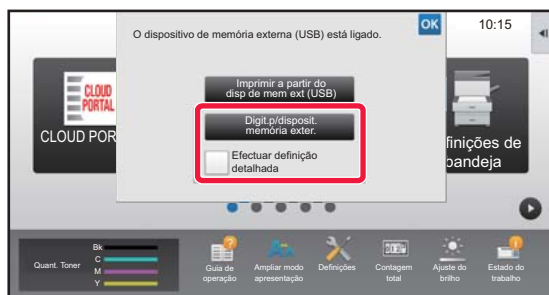 O dispositivo de memória externa (USB) está ligado.
OK
10:15
Imprimir a partir do
disp de mem ext (USB)
Digit.p/disposit.
memória exter.
Efectuar definição
detalhada
CLOUD
PORTAL
CLOUD POR
finições de
bandeja
Quant. Toner
Bk
C
M
Y
Guia de
operação
Ampliar modo
apresentação
Definições
Contagem
total
Ajuste do
brilho
Estado do
trabalho